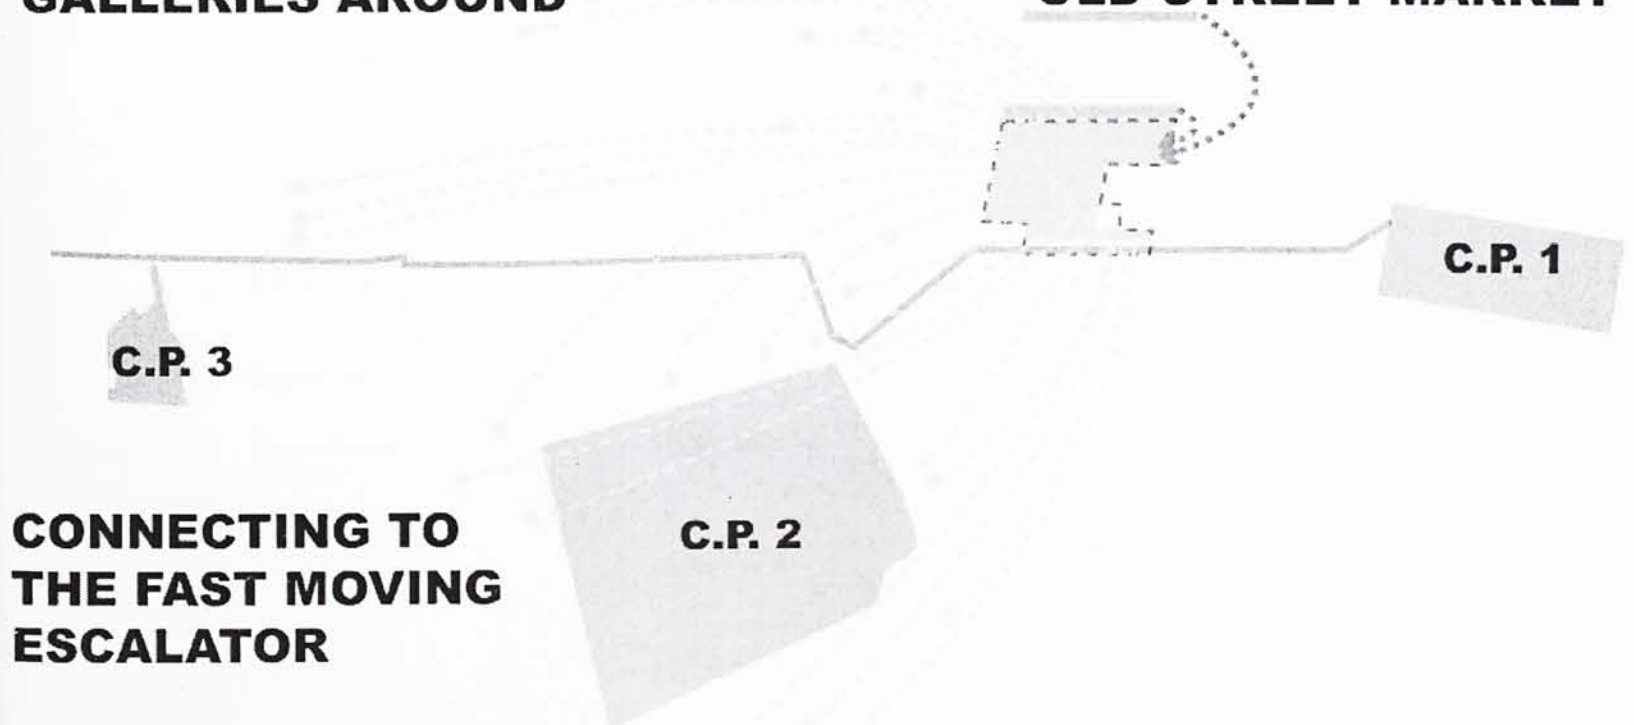 GALLERIES AROUND
OLD STREET MARKET
C.P. 1
C.P. 3
C.P. 2
CONNECTING TO
THE FAST MOVING
ESCALATOR